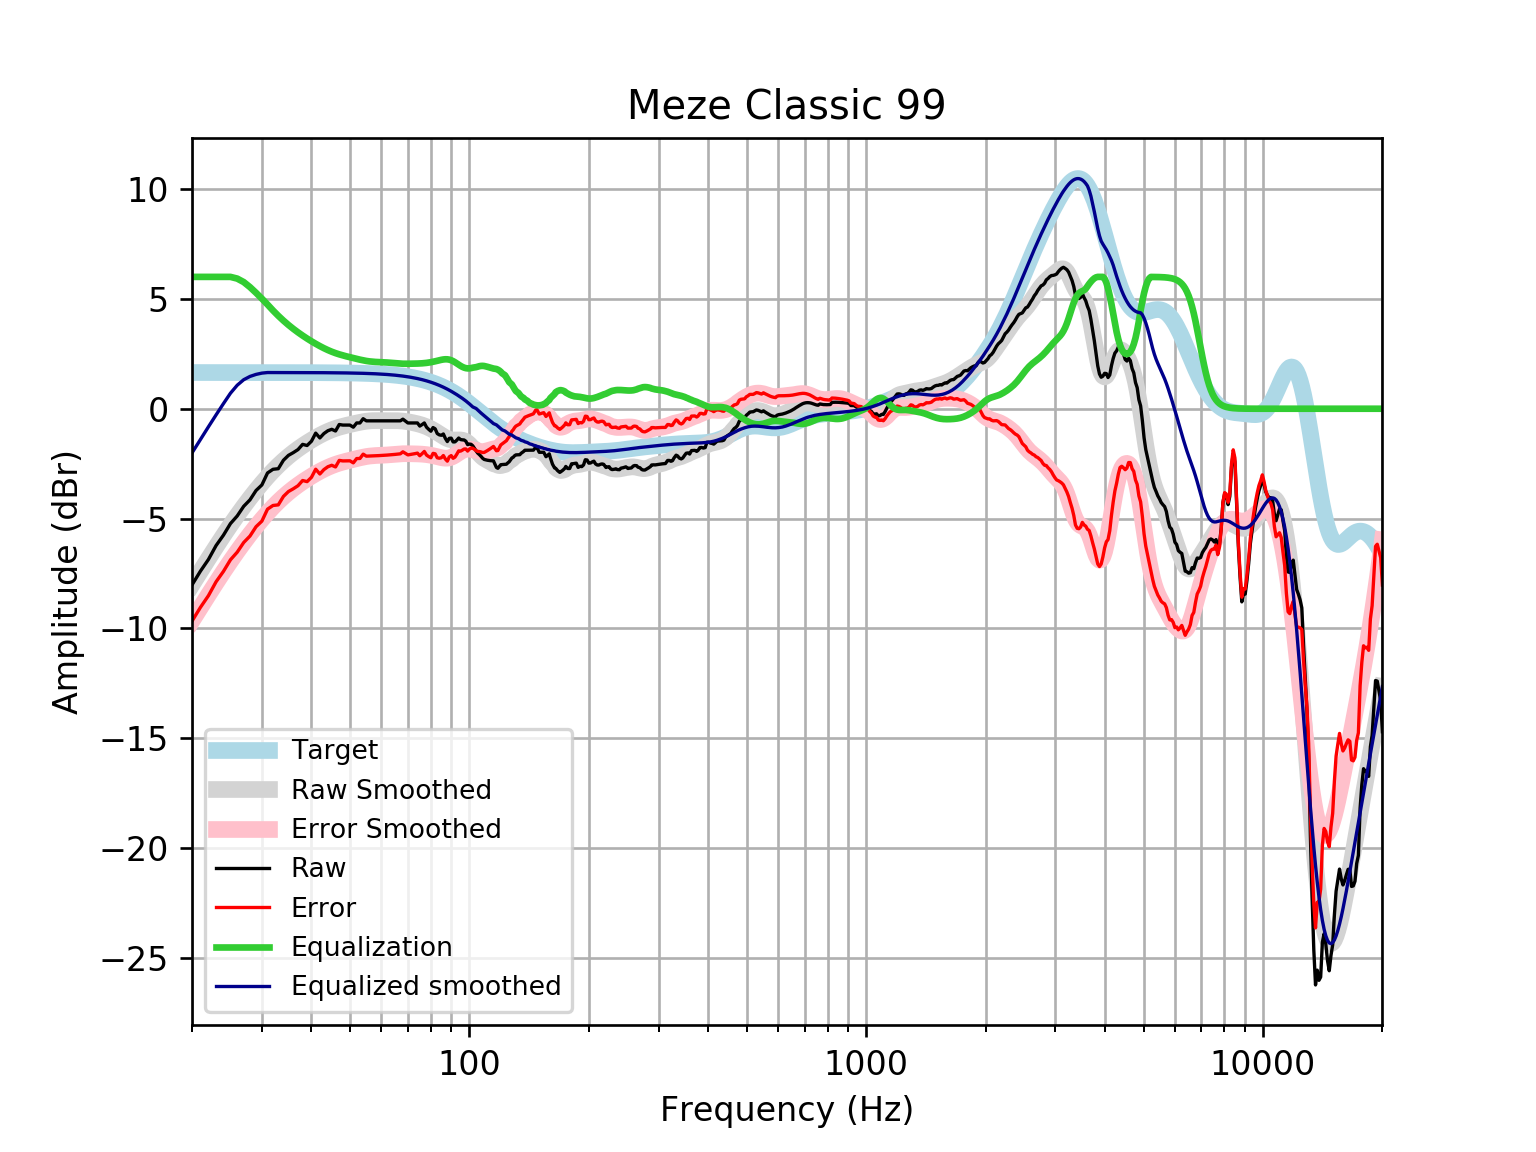 Meze Classic 99
10
5
0
−5
−10
−15
−20
−25
Amplitude (dBr)
Target
Raw Smoothed
Error Smoothed
Raw
Error
Equalization
Equalized smoothed
100
1000
10000
Frequency (Hz)